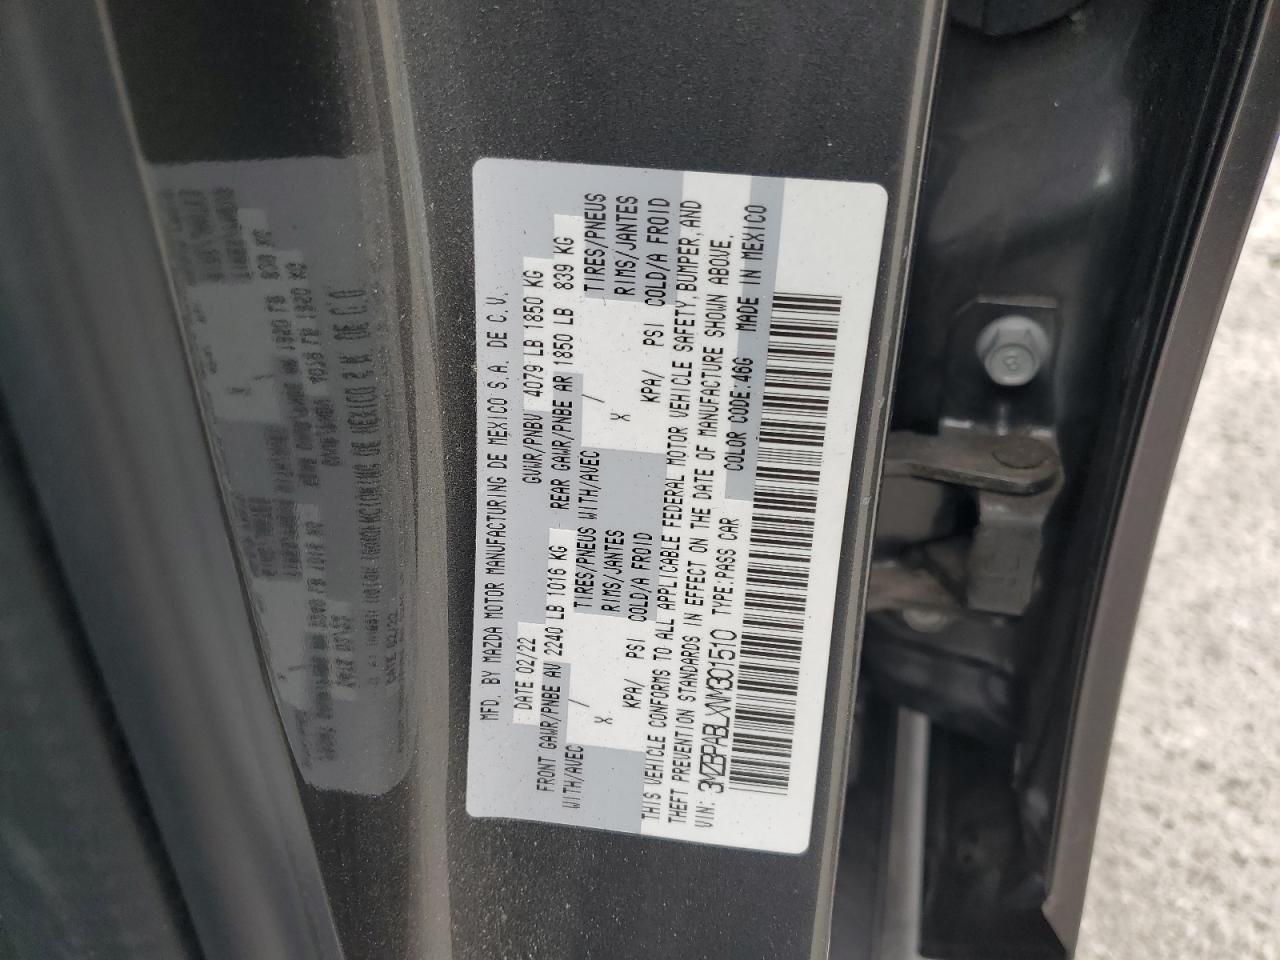 MFD. BY MAZDA MOTOR MANUFACTURING DE MEXICO S.A. DE C.V.
DATE 02/22 GVWR/PNBV 4079 LB 1850 KG
FRONT GAWR/PNBE AV 2240 LB 1016 KG REAR GAWR/PNBE AR 1850 LB 839 KG
WITH/AVEC / TIRES/PNEUS WITH/AVEC / TIRES/PNEUS
X RIMS/JANTES X RIMS/JANTES
KPA/ PSI COLD/A FROID KPA/ PSI COLD/A FROID
THIS VEHICLE CONFORMS TO ALL APPLICABLE FEDERAL MOTOR VEHICLE SAFETY, BUMPER, AND
THEFT PREVENTION STANDARDS IN EFFECT ON THE DATE OF MANUFACTURE SHOWN ABOVE.
VIN: 3MZBPABLXNM301510 TYPE: PASS CAR COLOR CODE: 46G MADE IN MEXICO